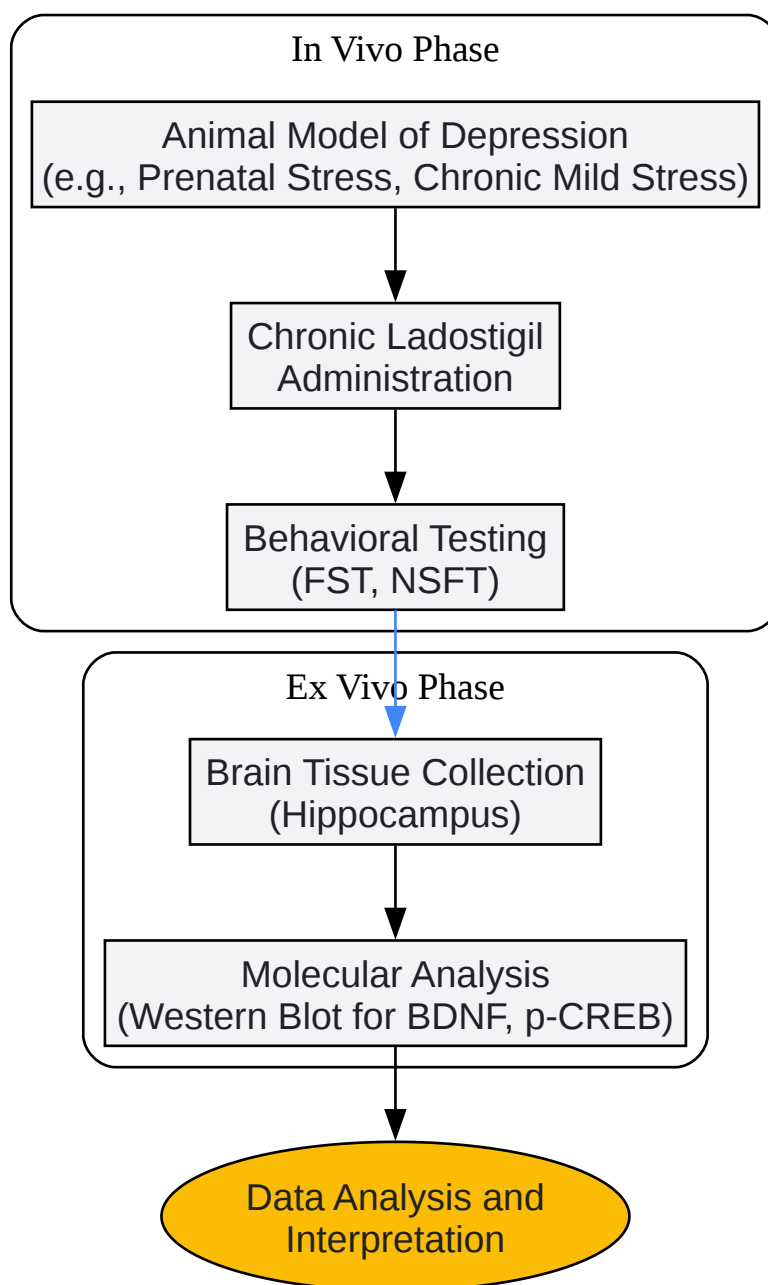 In Vivo Phase
Animal Model of Depression
(e.g., Prenatal Stress, Chronic Mild Stress)
Chronic Ladostigil
Administration
Behavioral Testing
(FST, NSFT)
Ex Vivo Phase
Brain Tissue Collection
(Hippocampus)
Molecular Analysis
(Western Blot for BDNF, p-CREB)
Data Analysis and
Interpretation